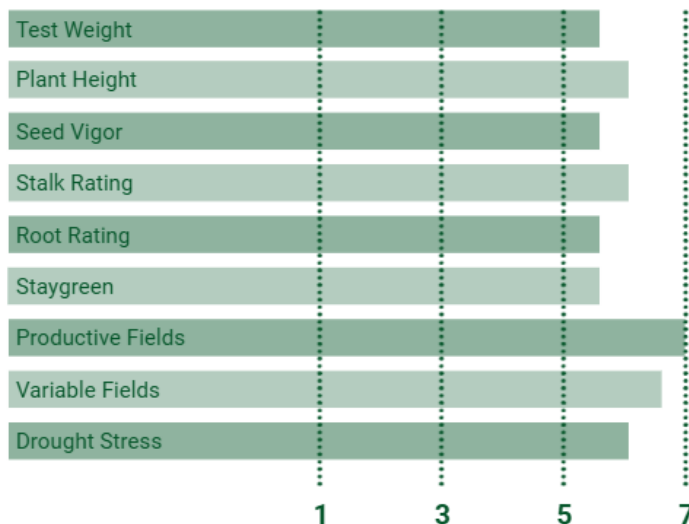 Test Weight
Plant Height
Seed Vigor
Stalk Rating
Root Rating
Staygreen
Productive Fields
Variable Fields
Drought Stress
1 3 5 7